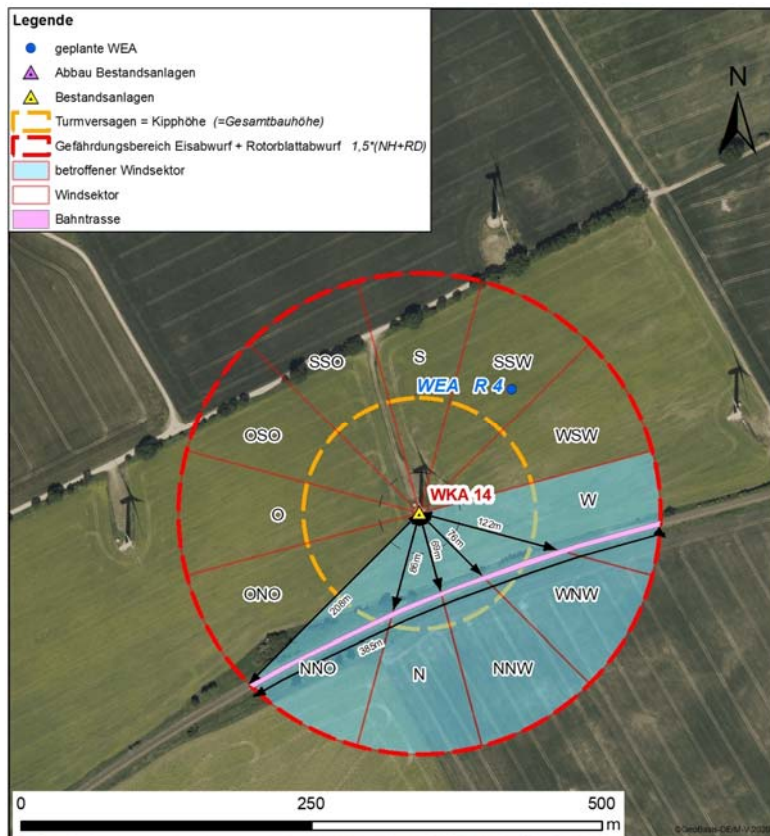 Legende
geplante WEA
Abbau Bestandsanlagen
Bestandsanlagen
Turmversagen = Kipphöhe (=Gesamtbauhöhe)
Gefährdungsbereich Eisabwurf + Rotorblattabwurf 1,5*(NH+RD)
betroffener Windsektor
Windsektor
Bahntrasse
N
SSO
S
SSW
WEA R 4
OSO
WSW
WKA 14
O
W
122m
76m
69m
86m
ONO
WNW
208m
385m
NNO
N
NNW
0
250
500
m